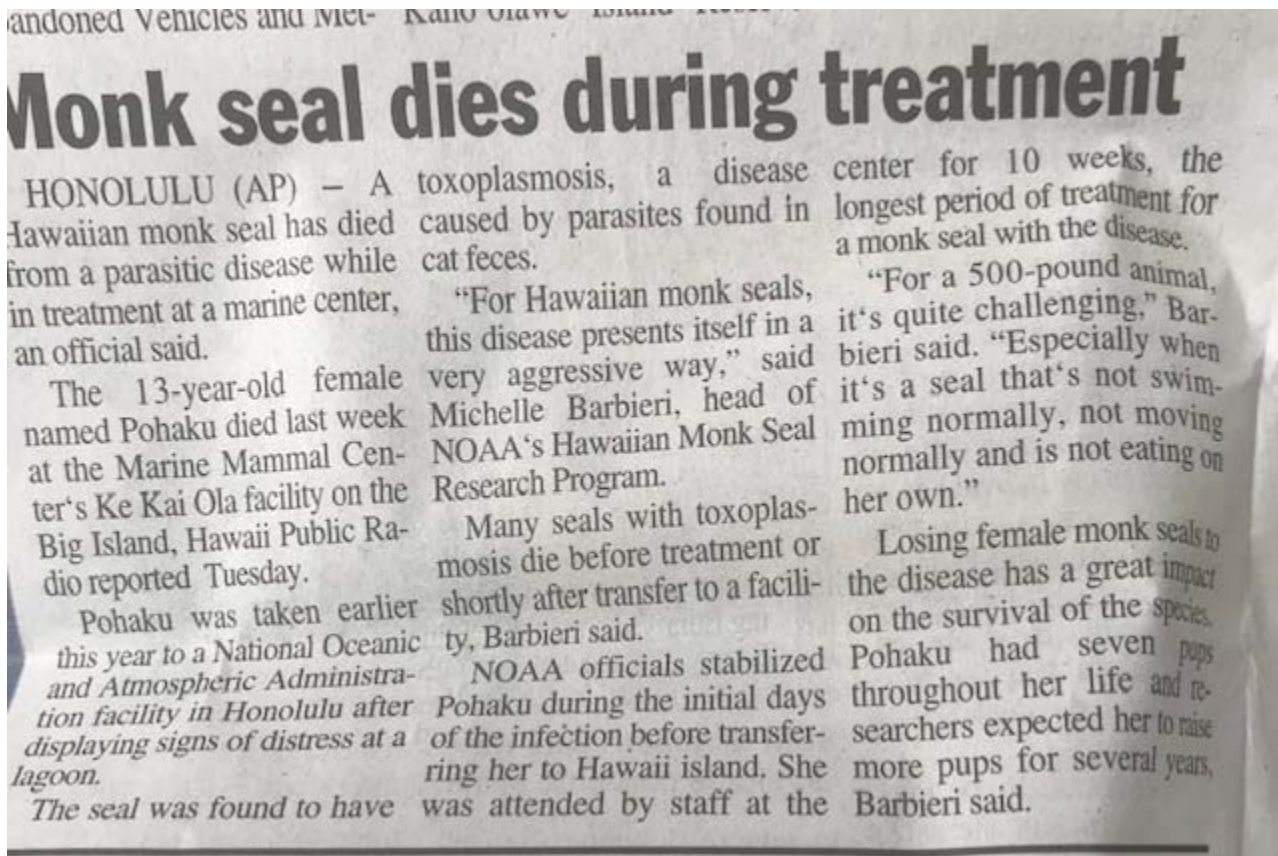 andoned Vehicles and Met-
Island
Monk seal dies during treatment
HONOLULU (AP) – A
Hawaiian monk seal has died
from a parasitic disease while
in treatment at a marine center,
an official said.
The 13-year-old female
named Pohaku died last week
at the Marine Mammal Cen-
ter‘s Ke Kai Ola facility on the
Big Island, Hawaii Public Ra-
dio reported Tuesday.
Pohaku was taken earlier
this year to a National Oceanic
and Atmospheric Administra-
tion facility in Honolulu after
displaying signs of distress at a
lagoon.
The seal was found to have
toxoplasmosis, a disease
caused by parasites found in
cat feces.
“For Hawaiian monk seals,
this disease presents itself in a
very aggressive way,” said
Michelle Barbieri, head of
NOAA‘s Hawaiian Monk Seal
Research Program.
Many seals with toxoplas-
mosis die before treatment or
shortly after transfer to a facili-
ty, Barbieri said.
NOAA officials stabilized
Pohaku during the initial days
of the infection before transfer-
ring her to Hawaii island. She
was attended by staff at the
center for 10 weeks, the
longest period of treatment for
a monk seal with the disease.
“For a 500-pound animal,
it‘s quite challenging,” Bar-
bieri said. “Especially when
it‘s a seal that‘s not swim-
ming normally, not moving
normally and is not eating on
her own.”
Losing female monk seals to
the disease has a great impact
on the survival of the species.
Pohaku had seven pups
throughout her life and re-
searchers expected her to raise
more pups for several years,
Barbieri said.